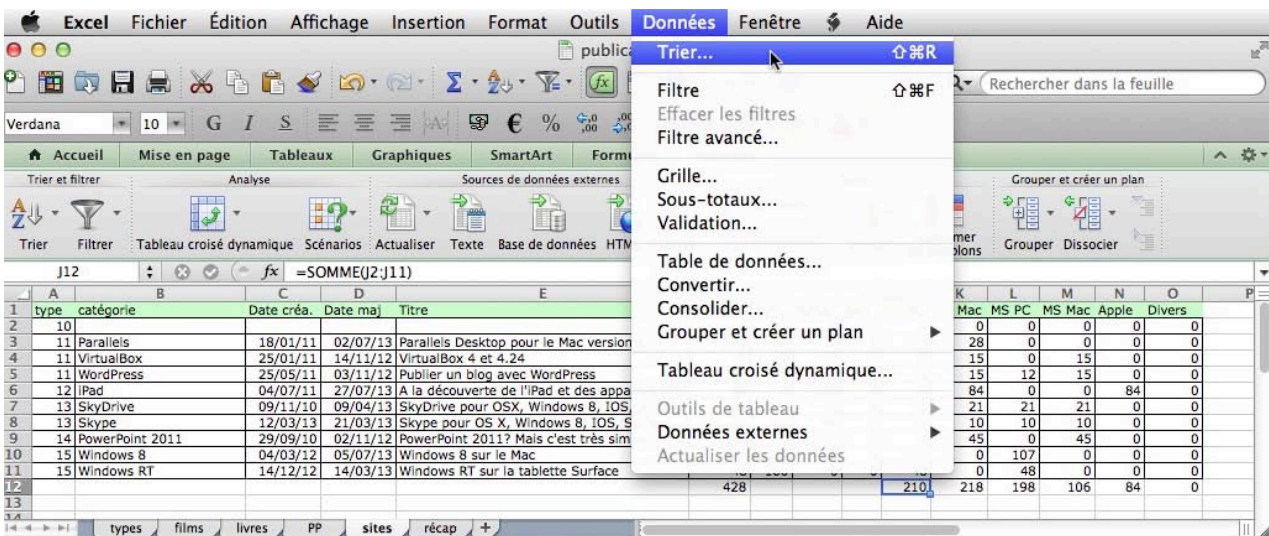 Excel Fichier Édition Affichage Insertion Format Outils Données Fenêtre Aide
publica
Rechercher dans la feuille
Trier... ⇧⌘R
Filtre ⇧⌘F
Effacer les filtres
Filtre avancé...
Grille...
Sous-totaux...
Validation...
Table de données...
Convertir...
Consolider...
Grouper et créer un plan
Tableau croisé dynamique...
Outils de tableau
Données externes
Actualiser les données
Verdana 10 G I S € %
Accueil Mise en page Tableaux Graphiques SmartArt Formu
Trier et filtrer Analyse Sources de données externes Grouper et créer un plan
Trier Filtrer Tableau croisé dynamique Scénarios Actualiser Texte Base de données HTM Grouper Dissocier
J12 fx =SOMME(J2:J11)
A B C D E K L M N O P
1 type catégorie Date créa. Date maj Titre Mac MS PC MS Mac Apple Divers
2 10 0 0 0 0 0
3 11 Parallels 18/01/11 02/07/13 Parallels Desktop pour le Mac version 28 0 0 0 0
4 11 VirtualBox 25/01/11 14/11/12 VirtualBox 4 et 4.24 15 0 15 0 0
5 11 WordPress 25/05/11 03/11/12 Publier un blog avec WordPress 15 12 15 0 0
6 12 iPad 04/07/11 27/07/13 A la découverte de l'iPad et des appa 84 0 0 84 0
7 13 SkyDrive 09/11/10 09/04/13 SkyDrive pour OSX, Windows 8, IOS, 21 21 21 0 0
8 13 Skype 12/03/13 21/03/13 Skype pour OS X, Windows 8, IOS, S 10 10 10 0 0
9 14 PowerPoint 2011 29/09/10 02/11/12 PowerPoint 2011? Mais c'est très sim 45 0 45 0 0
10 15 Windows 8 04/03/12 05/07/13 Windows 8 sur le Mac 0 107 0 0 0
11 15 Windows RT 14/12/12 14/03/13 Windows RT sur la tablette Surface 0 48 0 0 0
12 428 210 218 198 106 84 0
13
types films livres PP sites récap +